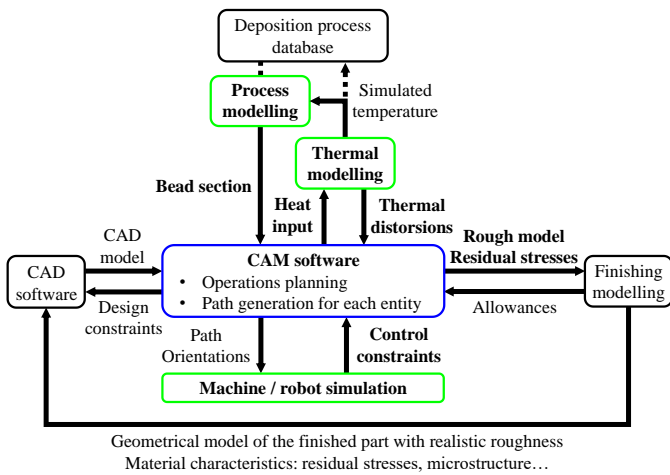 Deposition process
database
Process
modelling
Simulated
temperature
Thermal
modelling
Bead section
Heat
input
Thermal
distorsions
CAD
model
CAM software
• Operations planning
• Path generation for each entity
Rough model
Residual stresses
CAD
software
Finishing
modelling
Design
constraints
Allowances
Path
Orientations
Control
constraints
Machine / robot simulation
Geometrical model of the finished part with realistic roughness
Material characteristics: residual stresses, microstructure…